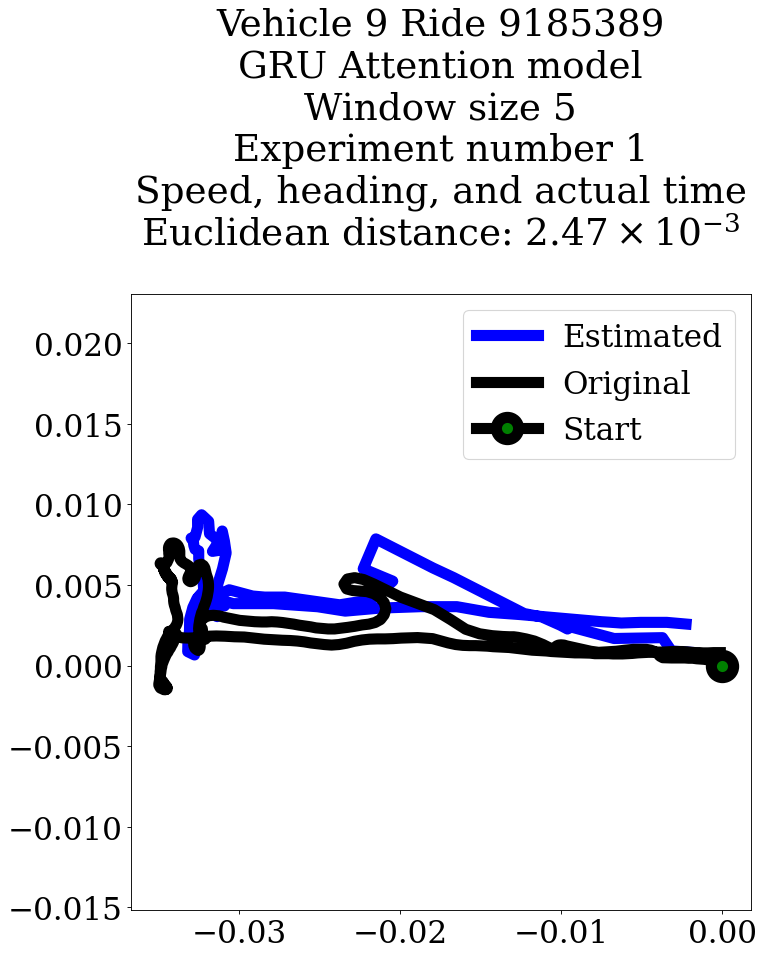 Vehicle 9 Ride 9185389
GRU Attention model
Window size 5
Experiment number 1
Speed, heading, and actual time
Euclidean distance: 2.47 × 10⁻³
Estimated
Original
Start
0.020
0.015
0.010
0.005
0.000
−0.005
−0.010
−0.015
−0.03
−0.02
−0.01
0.00